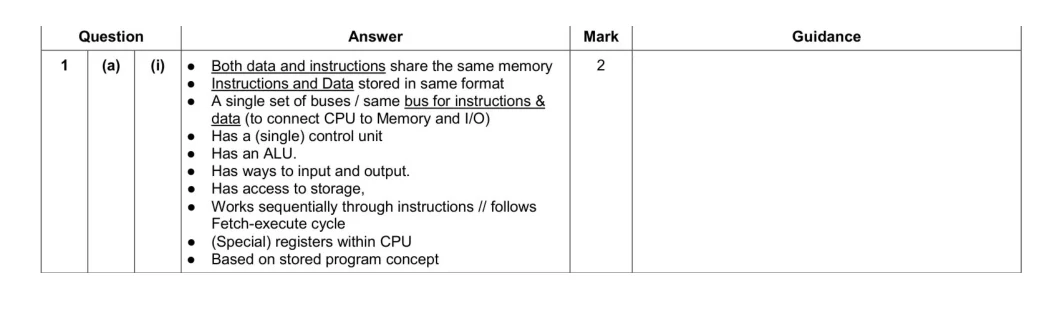 Question Answer Mark Guidance
1 (a) (i) ● Both data and instructions share the same memory 2
● Instructions and Data stored in same format
● A single set of buses / same bus for instructions &
data (to connect CPU to Memory and I/O)
● Has a (single) control unit
● Has an ALU.
● Has ways to input and output.
● Has access to storage,
● Works sequentially through instructions // follows
Fetch-execute cycle
● (Special) registers within CPU
● Based on stored program concept